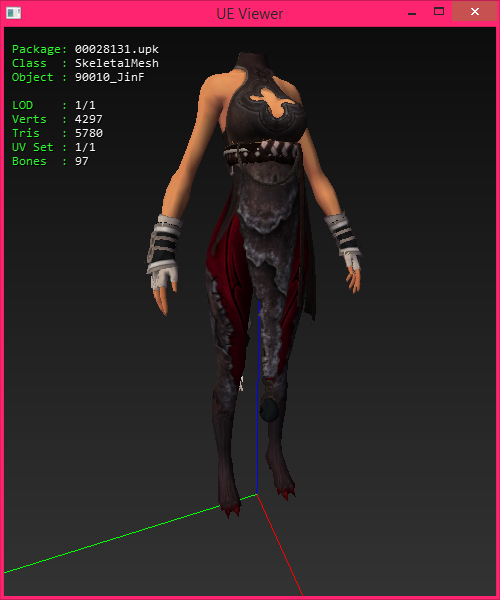 UE Viewer
Package: 00028131.upk
Class  : SkeletalMesh
Object : 90010_JinF
LOD    : 1/1
Verts  : 4297
Tris   : 5780
UV Set : 1/1
Bones  : 97